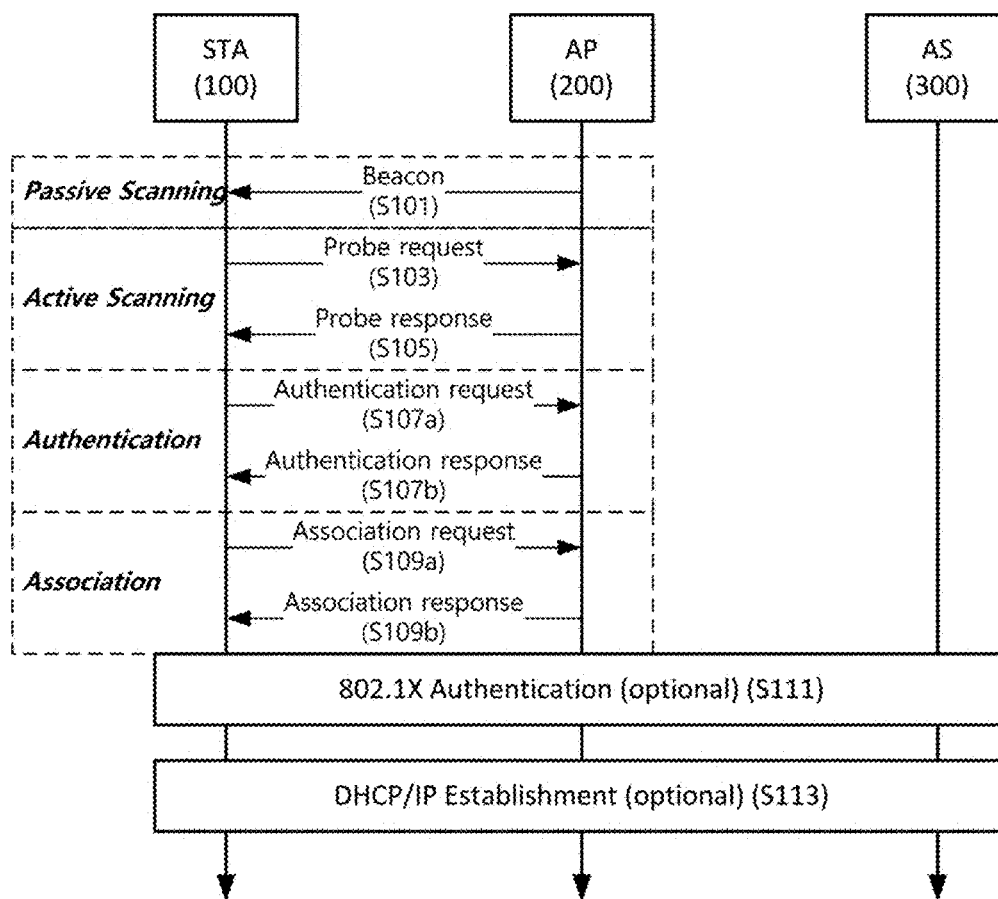 STA
(100)
AP
(200)
AS
(300)
Passive Scanning
Beacon
(S101)
Active Scanning
Probe request
(S103)
Probe response
(S105)
Authentication
Authentication request
(S107a)
Authentication response
(S107b)
Association
Association request
(S109a)
Association response
(S109b)
802.1X Authentication (optional) (S111)
DHCP/IP Establishment (optional) (S113)